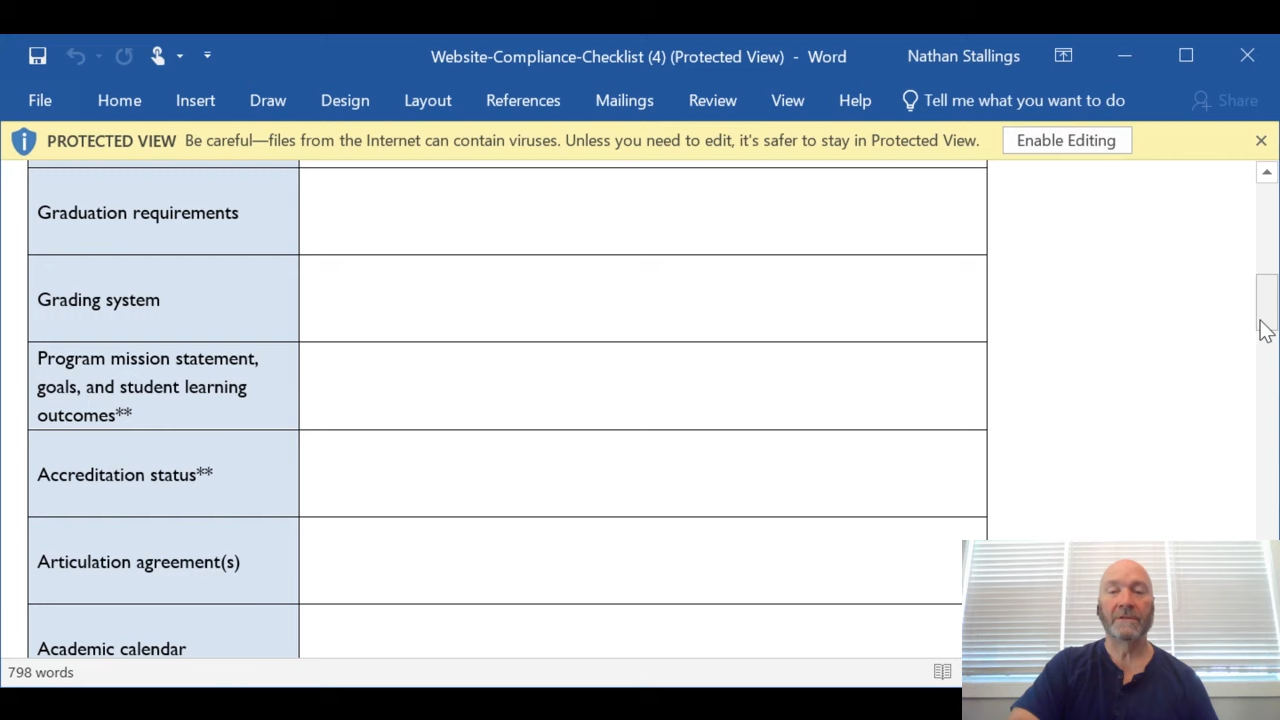 Website-Compliance-Checklist (4) (Protected View) - Word
Nathan Stallings
File Home Insert Draw Design Layout References Mailings Review View Help Tell me what you want to do Share
PROTECTED VIEW Be careful—files from the Internet can contain viruses. Unless you need to edit, it's safer to stay in Protected View. Enable Editing
Graduation requirements
Grading system
Program mission statement,
goals, and student learning
outcomes**
Accreditation status**
Articulation agreement(s)
Academic calendar
798 words